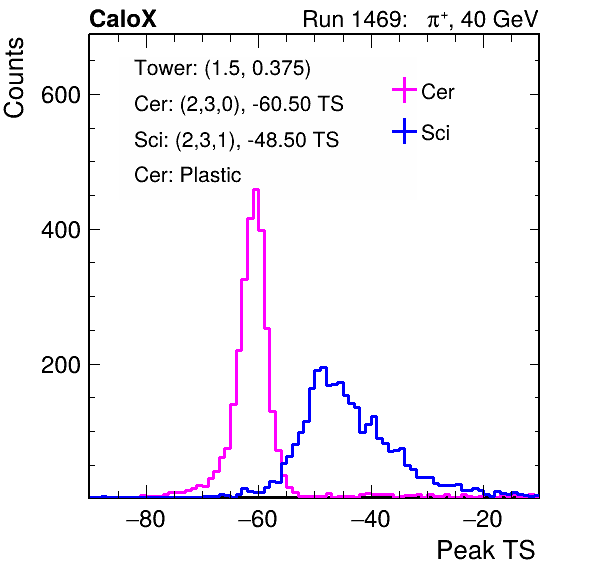 CaloX Run 1469: π⁺, 40 GeV
Counts
Tower: (1.5, 0.375)
Cer: (2,3,0), -60.50 TS
Sci: (2,3,1), -48.50 TS
Cer: Plastic
Cer
Sci
600
400
200
−80 −60 −40 −20
Peak TS